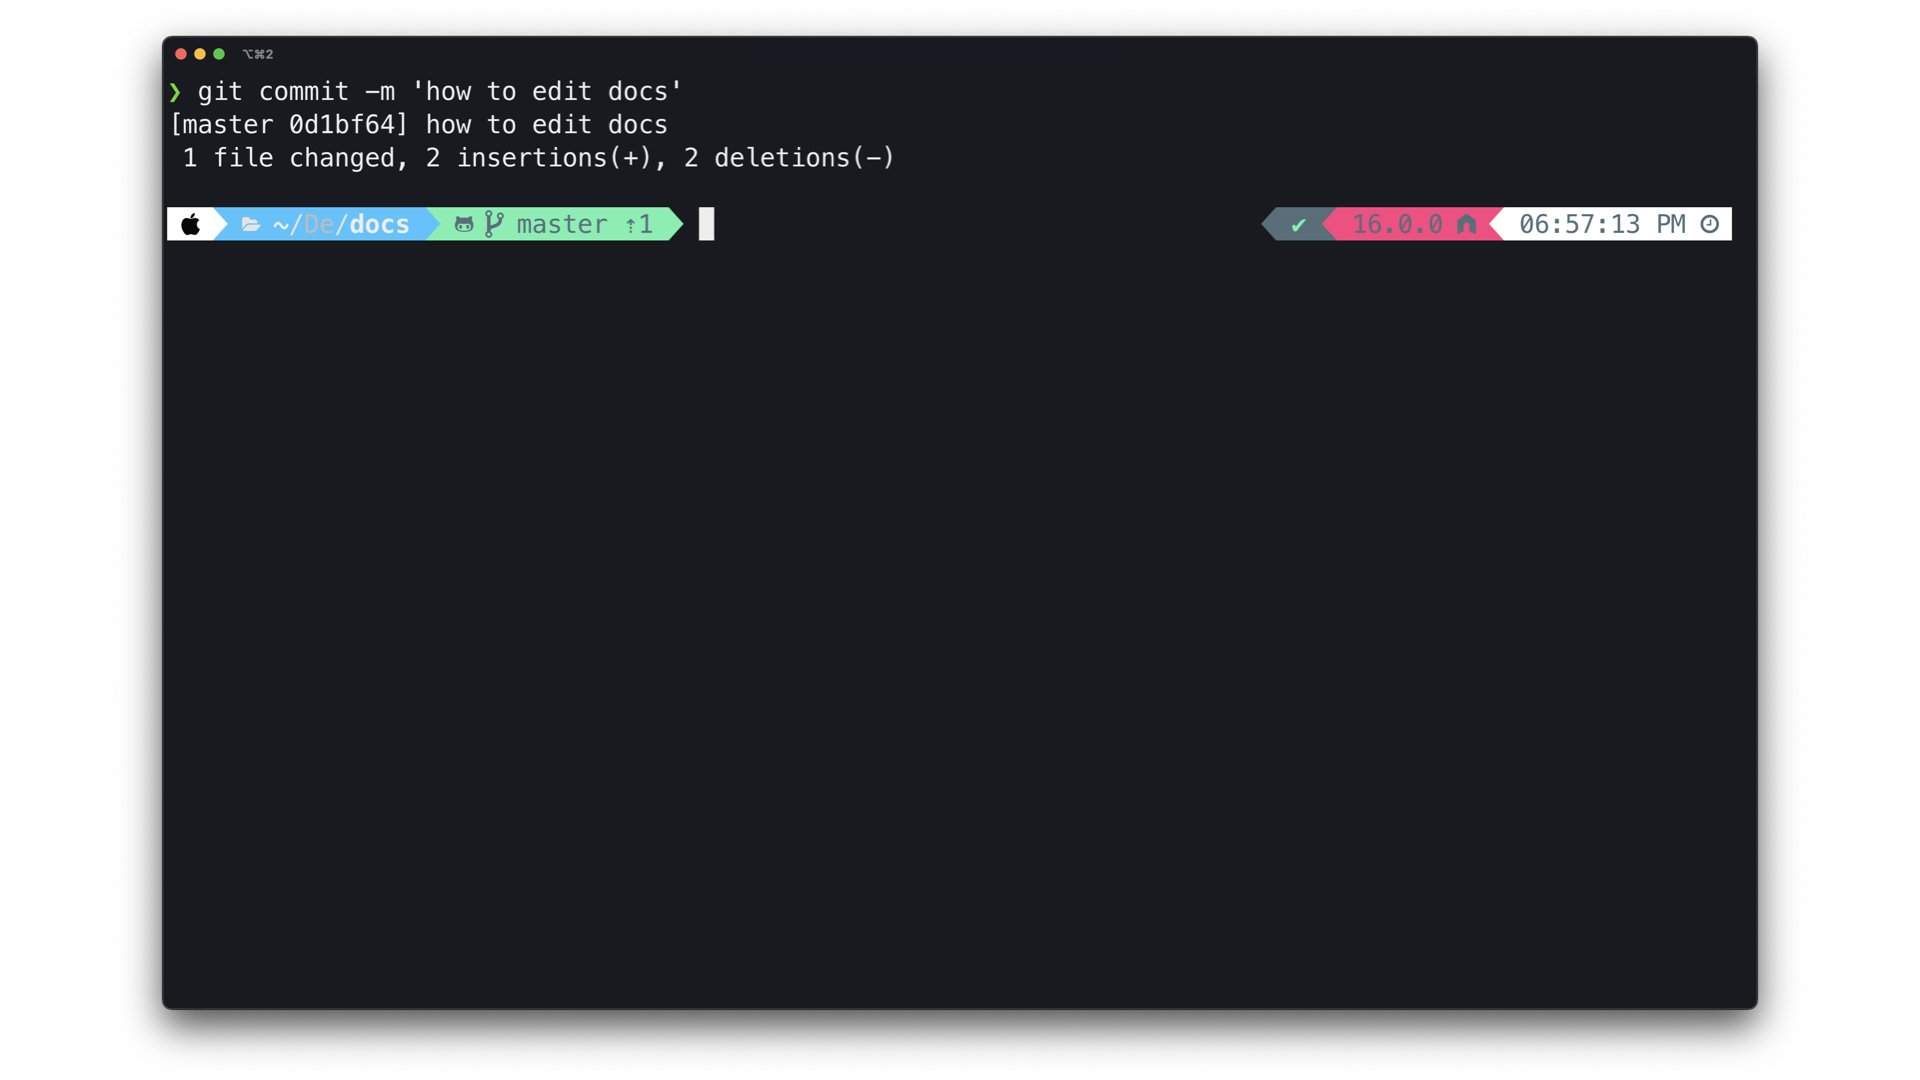 ⌥⌘2
❯ git commit -m 'how to edit docs'
[master 0d1bf64] how to edit docs
1 file changed, 2 insertions(+), 2 deletions(-)
~/De/docs master ⇡1 ✔ 16.0.0 06:57:13 PM